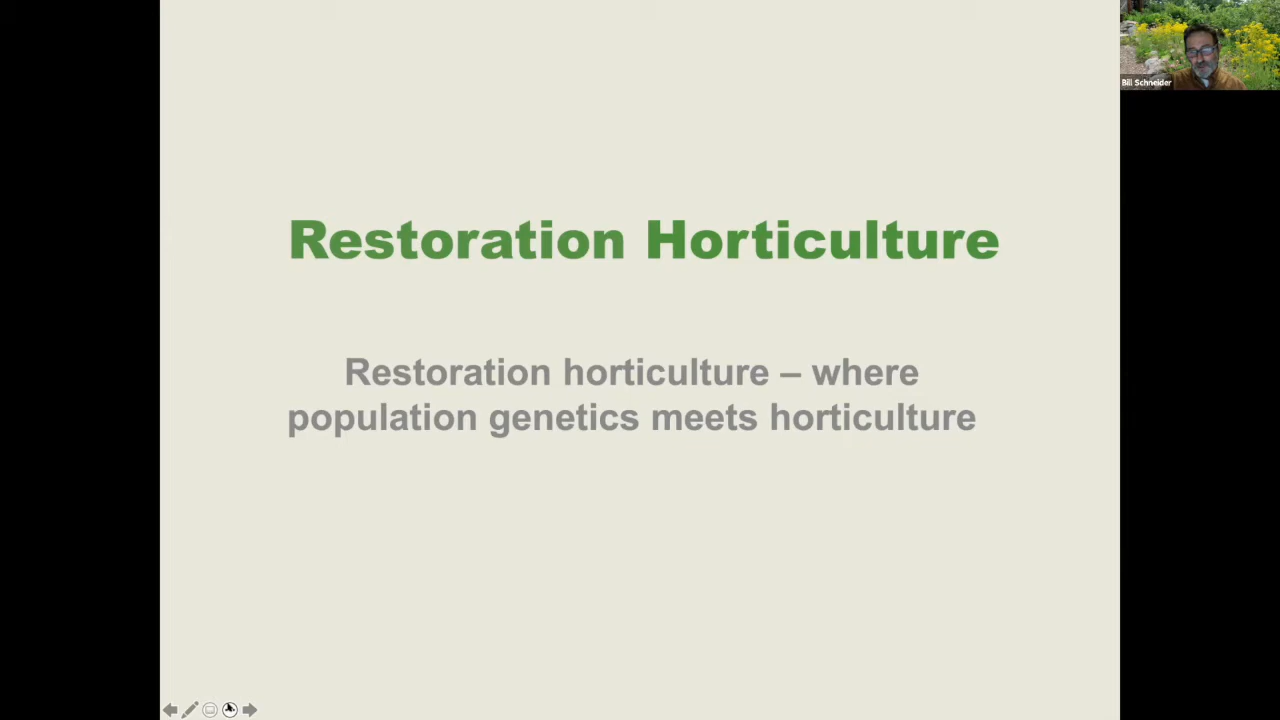 Restoration Horticulture
Restoration horticulture – where
population genetics meets horticulture
Bill Schneider